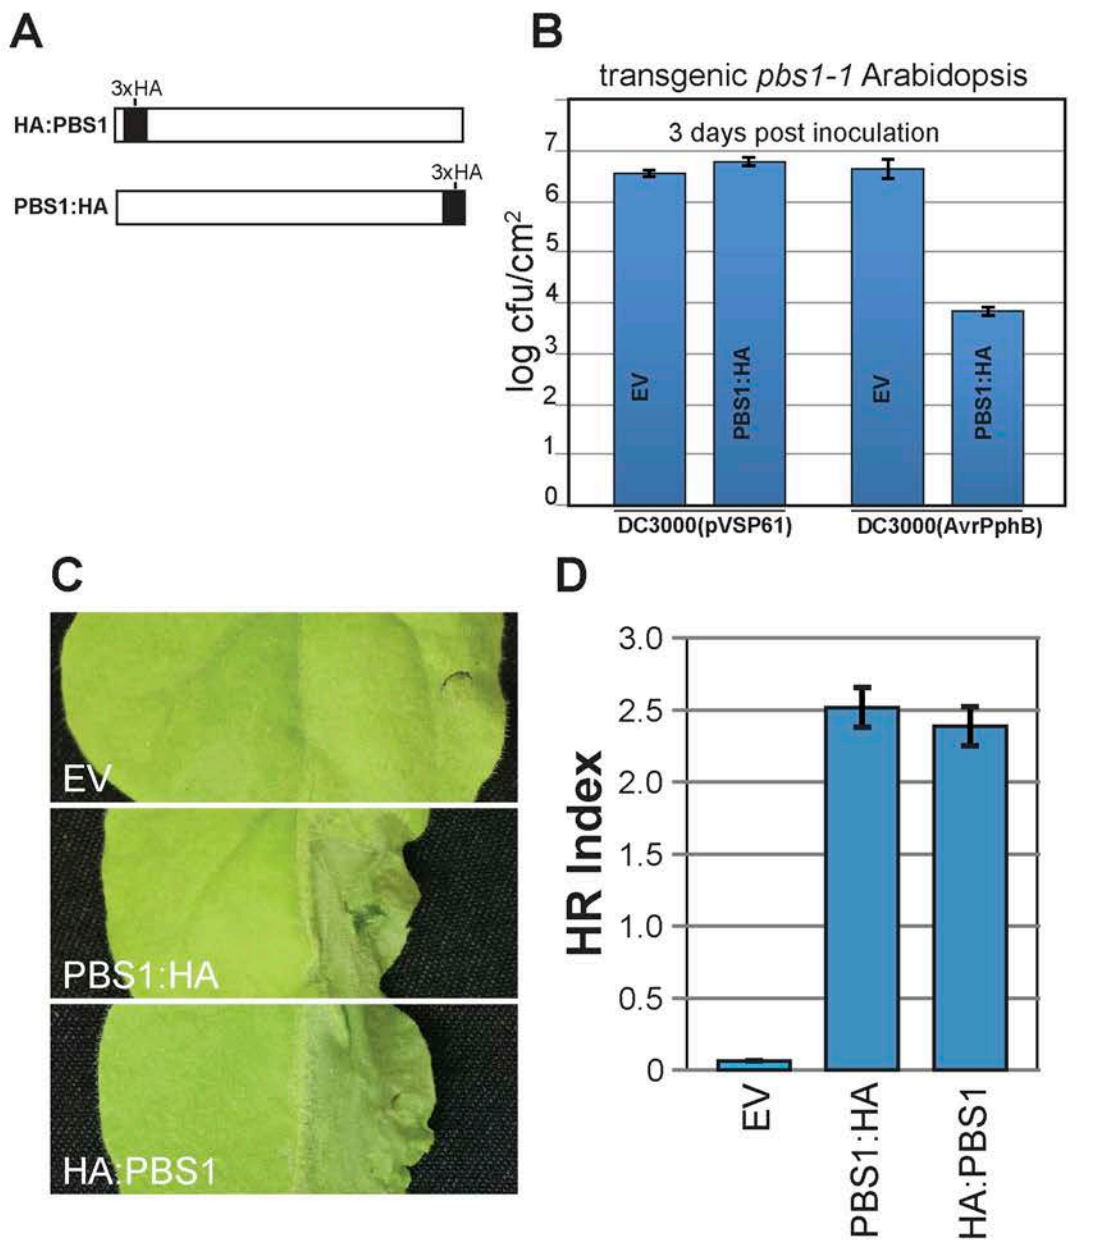 A
3xHA
HA:PBS1
3xHA
PBS1:HA
B
transgenic pbs1-1 Arabidopsis
3 days post inoculation
log cfu/cm²
7
6
5
4
3
2
1
0
EV
PBS1:HA
EV
PBS1:HA
DC3000(pVSP61)
DC3000(AvrPphB)
C
EV
PBS1:HA
HA:PBS1
D
HR Index
3.0
2.5
2.0
1.5
1.0
0.5
0
EV
PBS1:HA
HA:PBS1